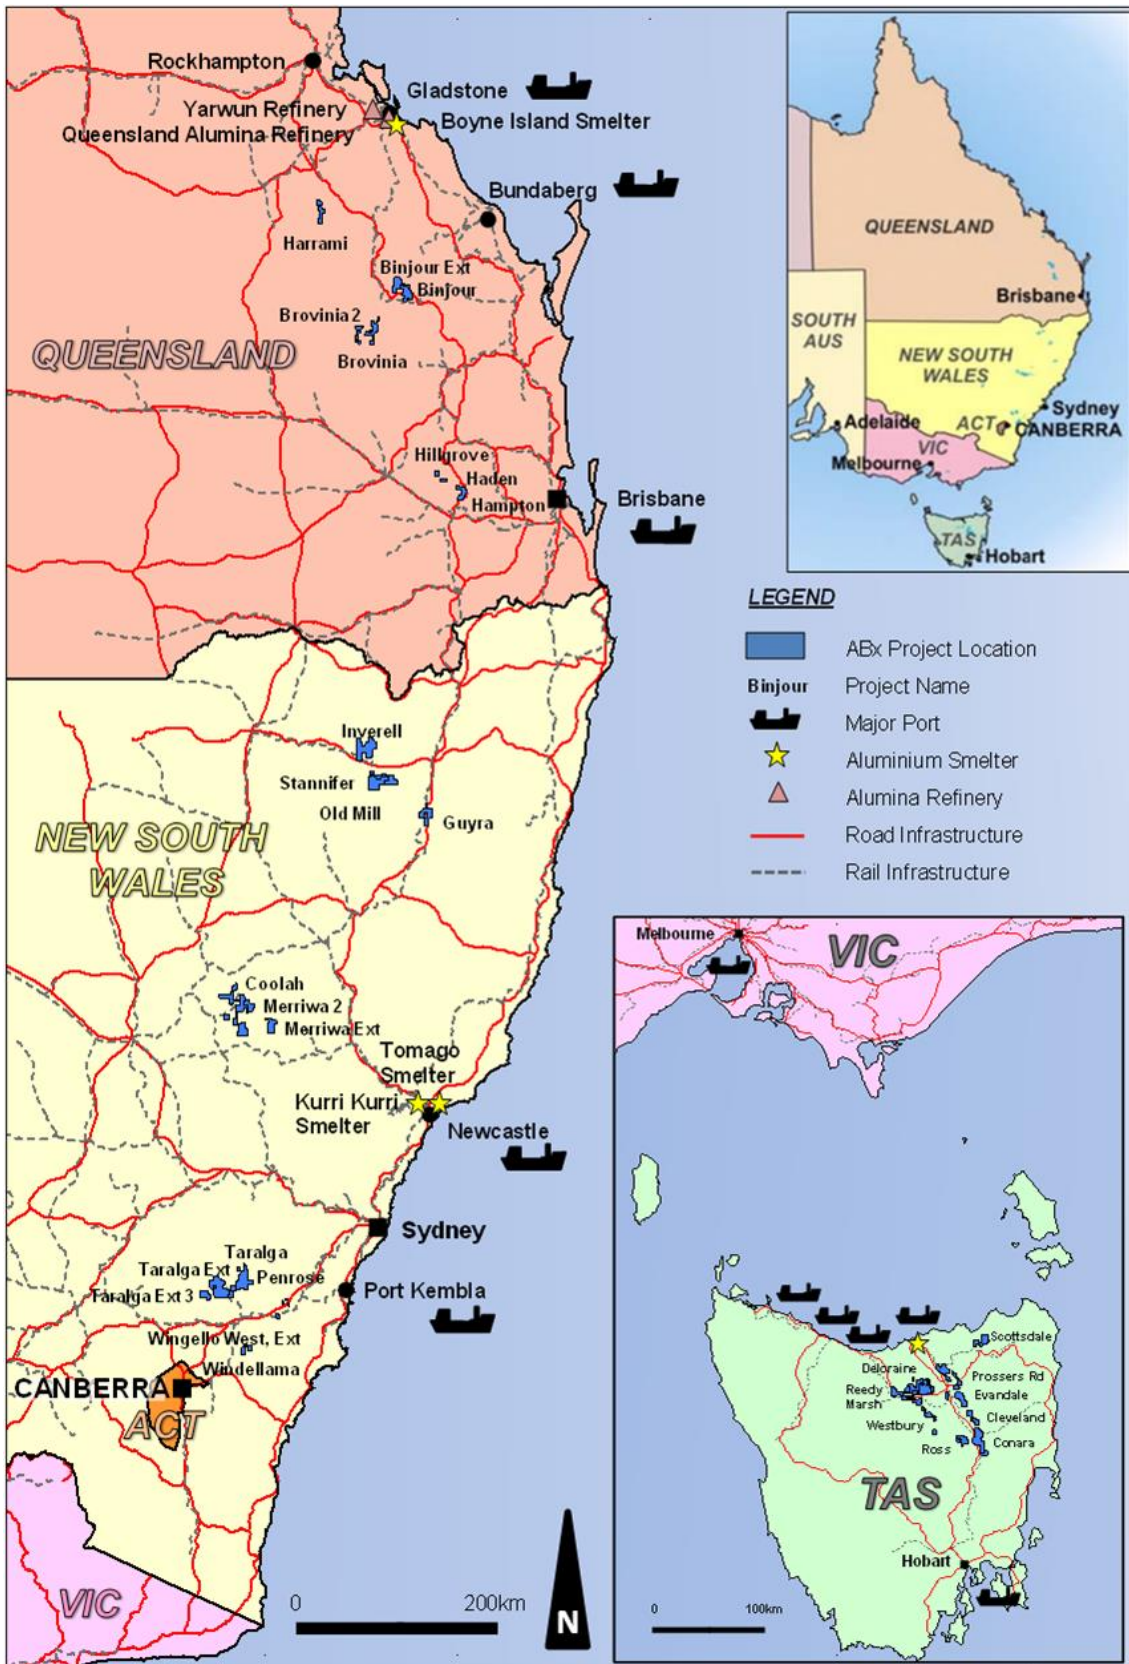 Rockhampton
Gladstone
Yarwun Refinery
Boyne Island Smelter
Queensland Alumina Refinery
Bundaberg
Harrami
Binjour Ext
Binjour
Brovinia 2
QUEENSLAND
Brovinia
Hillgrove
Haden
Hampton
Brisbane
Inverell
Stannifer
Old Mill
Guyra
NEW SOUTH
WALES
Coolah
Merriwa 2
Merriwa Ext
Tomago
Smelter
Kurri Kurri
Smelter
Newcastle
Sydney
Taralga
Taralga Ext
Penrose
Taralga Ext 3
Port Kembla
Wingello West, Ext
Windellama
CANBERRA
ACT
VIC
0
200km
N
QUEENSLAND
Brisbane
SOUTH
AUS
NEW SOUTH
WALES
Sydney
ACT
CANBERRA
Adelaide
VIC
Melbourne
TAS
Hobart
LEGEND
ABx Project Location
Binjour
Project Name
Major Port
Aluminium Smelter
Alumina Refinery
Road Infrastructure
Rail Infrastructure
Melbourne
VIC
Scottsdale
Deloraine
Prossers Rd
Reedy
Marsh
Evandale
Westbury
Cleveland
Ross
Conara
TAS
Hobart
0
100km